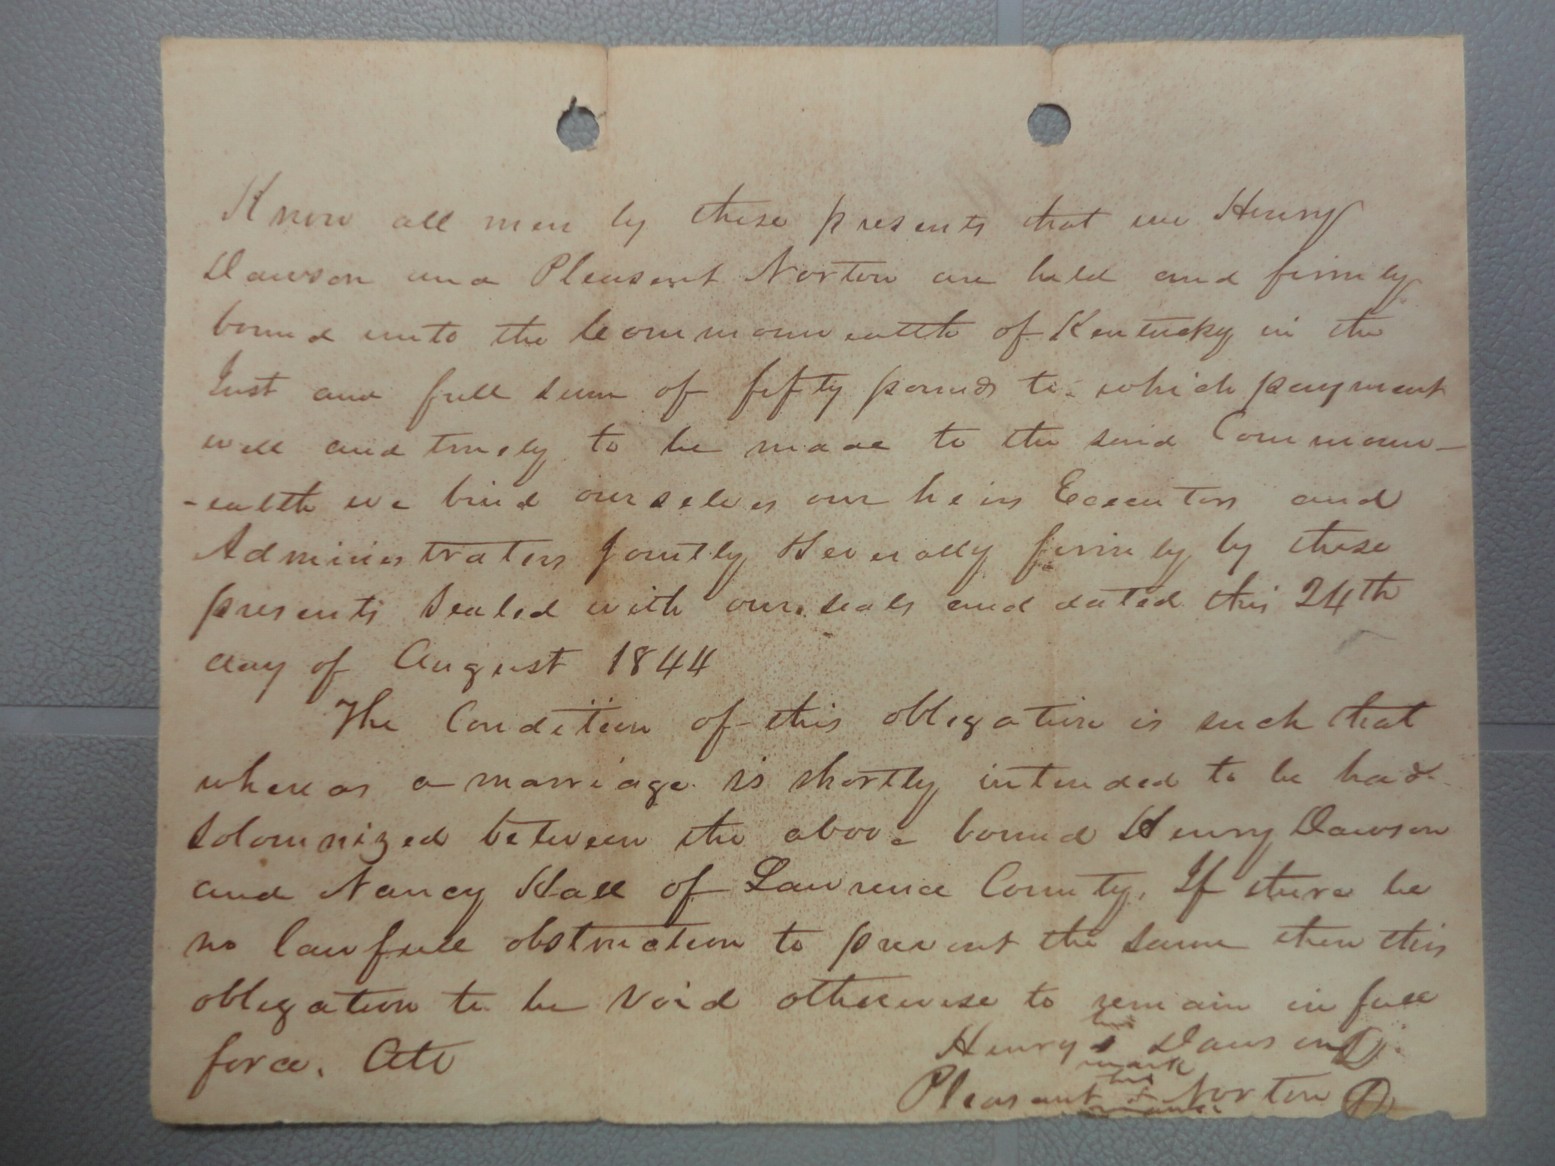 Know all men by these presents that we Henry
Dawson and Pleasent Norton are held and firmly
bound unto the Commonwealth of Kentucky in the
Just and full sum of fifty pounds to which payment
well and truely to be made to the said Common-
-ealth we bind ourselves our heirs Executors and
Administrators Jointly Severally firmly by these
presents Sealed with our seals and dated this 24th
day of August 1844
The Condition of this obligation is such that
whereas a marriage is shortly intended to be had
Solomnized between the above bound Henry Dawson
and Nancy Hall of Lawrence County. If there be
no lawfull obstruction to prevent the same then this
obligation to be void otherwise to remain in full
his
force. Att Henry Dawson
mark
his
Pleasant Norton
mark